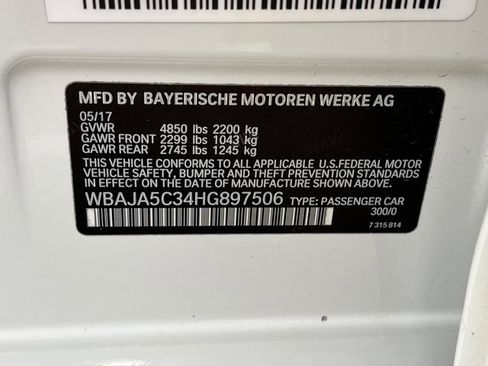 MFD BY BAYERISCHE MOTOREN WERKE AG
05/17
GVWR 4850 lbs 2200 kg
GAWR FRONT 2299 lbs 1043 kg
GAWR REAR 2745 lbs 1245 kg
THIS VEHICLE CONFORMS TO ALL APPLICABLE U.S.FEDERAL MOTOR
VEHICLE SAFETY, BUMPER AND THEFT PREVENTION STANDARDS
IN EFFECT ON THE DATE OF MANUFACTURE SHOWN ABOVE.
WBAJA5C34HG897506 TYPE: PASSENGER CAR
300/0
7 315 814